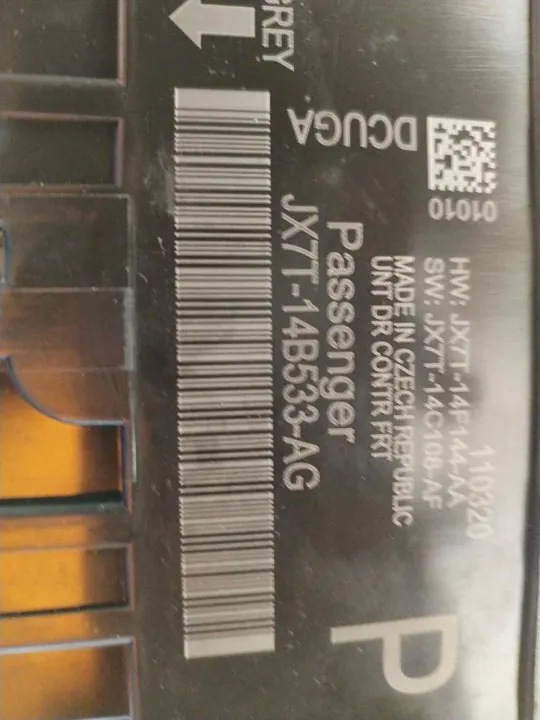 110320
HW: JX7T-14F144-AA
SW: JX7T-14C108-AF
MADE IN CZECH REPUBLIC
UNT DR CONTR FRT
Passenger
JX7T-14B533-AG
P
GREY
DCUGA
01010